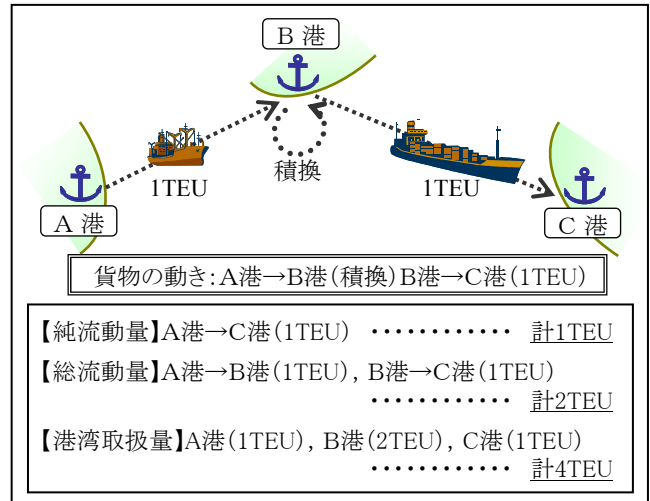 B 港
積換
1TEU
1TEU
A 港
C 港
貨物の動き:A港→B港(積換)B港→C港(1TEU)
【純流動量】A港→C港(1TEU) ‥‥‥‥‥‥ 計1TEU
【総流動量】A港→B港(1TEU), B港→C港(1TEU)
‥‥‥‥‥‥ 計2TEU
【港湾取扱量】A港(1TEU), B港(2TEU), C港(1TEU)
‥‥‥‥‥‥ 計4TEU